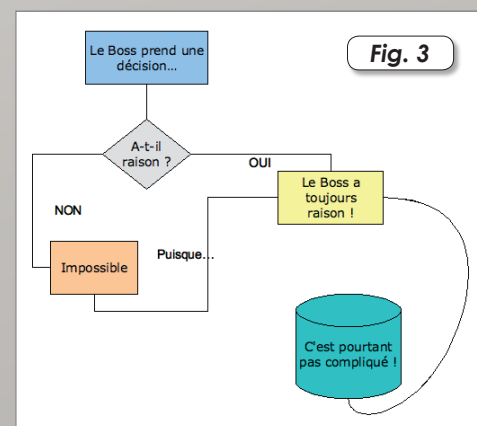 Le Boss prend une
décision...
Fig. 3
A-t-il
raison ?
OUI
Le Boss a
toujours
raison !
NON
Puisque...
Impossible
C'est pourtant
pas compliqué !